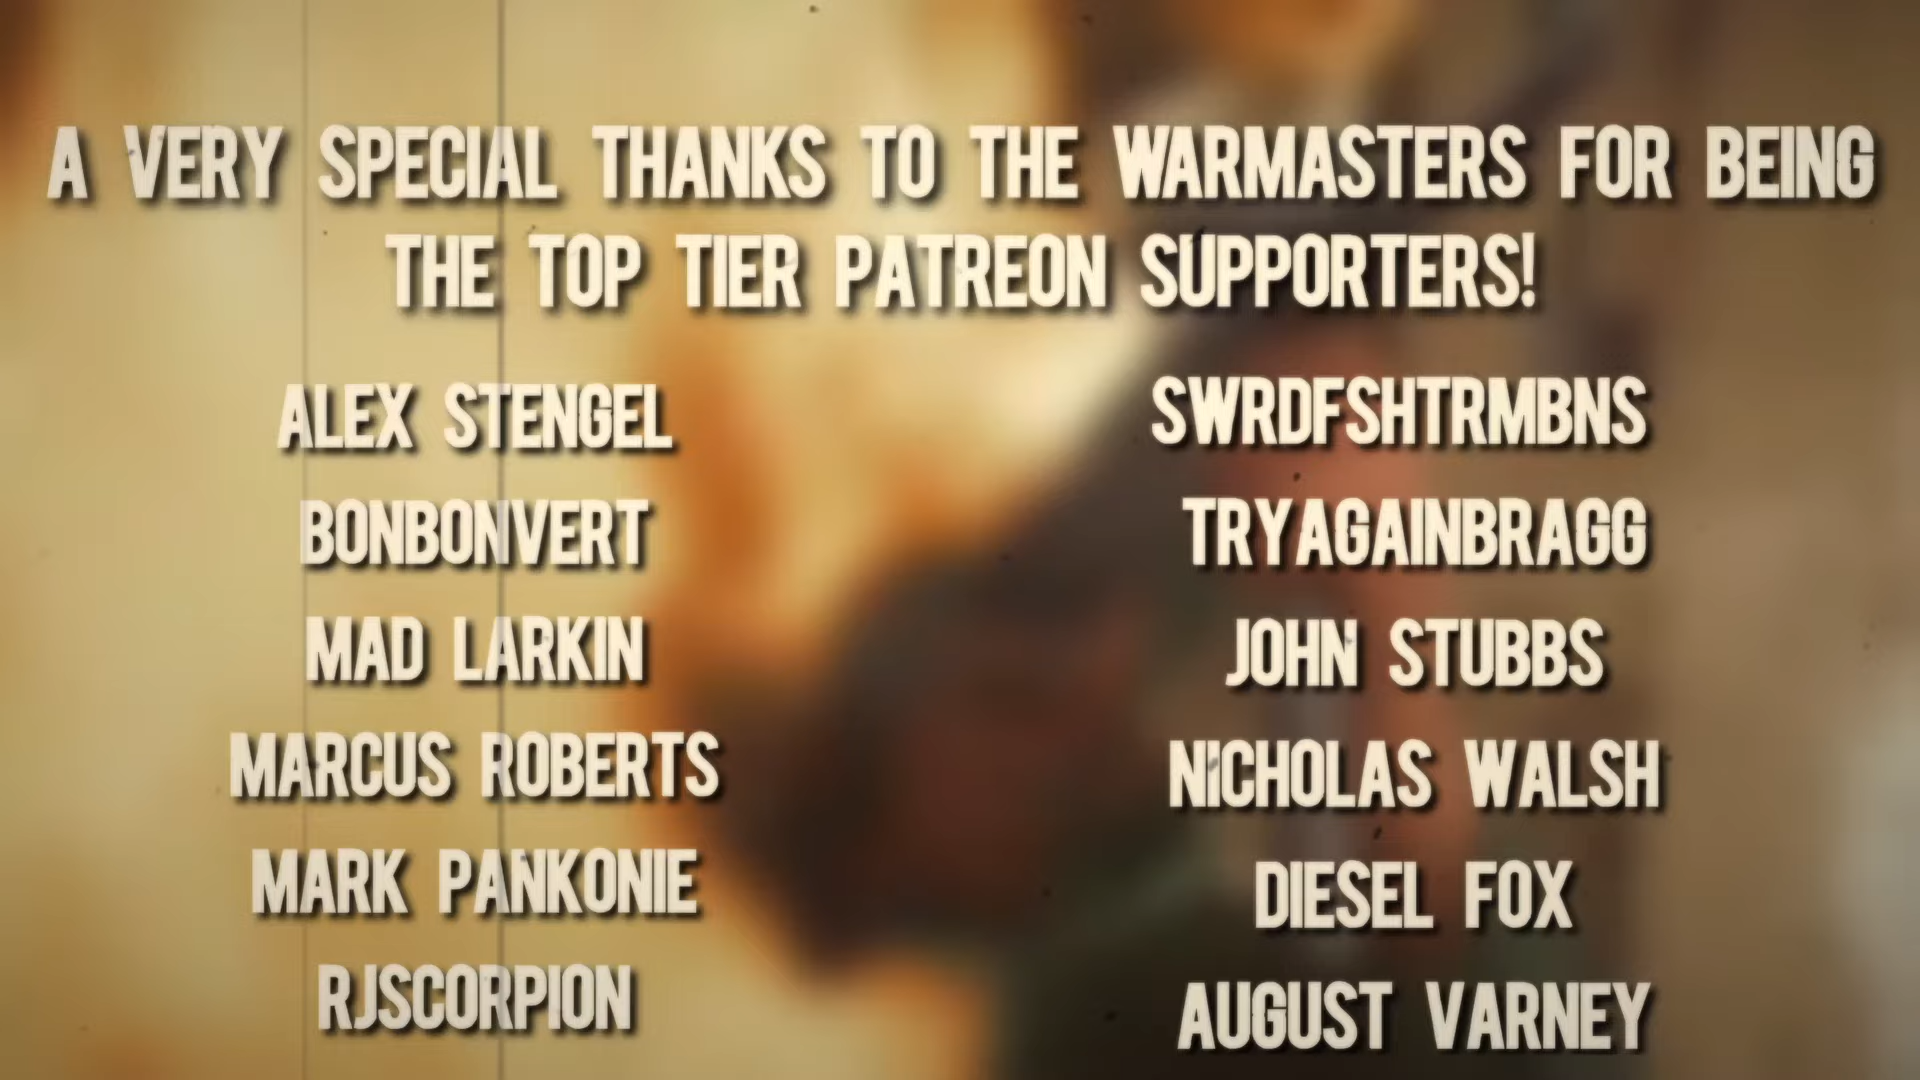 A VERY SPECIAL THANKS TO THE WARMASTERS FOR BEING
THE TOP TIER PATREON SUPPORTERS!
ALEX STENGEL
BONBONVERT
MAD LARKIN
MARCUS ROBERTS
MARK PANKONIE
RJSCORPION
SWRDFSHTRMBNS
TRYAGAINBRAGG
JOHN STUBBS
NICHOLAS WALSH
DIESEL FOX
AUGUST VARNEY